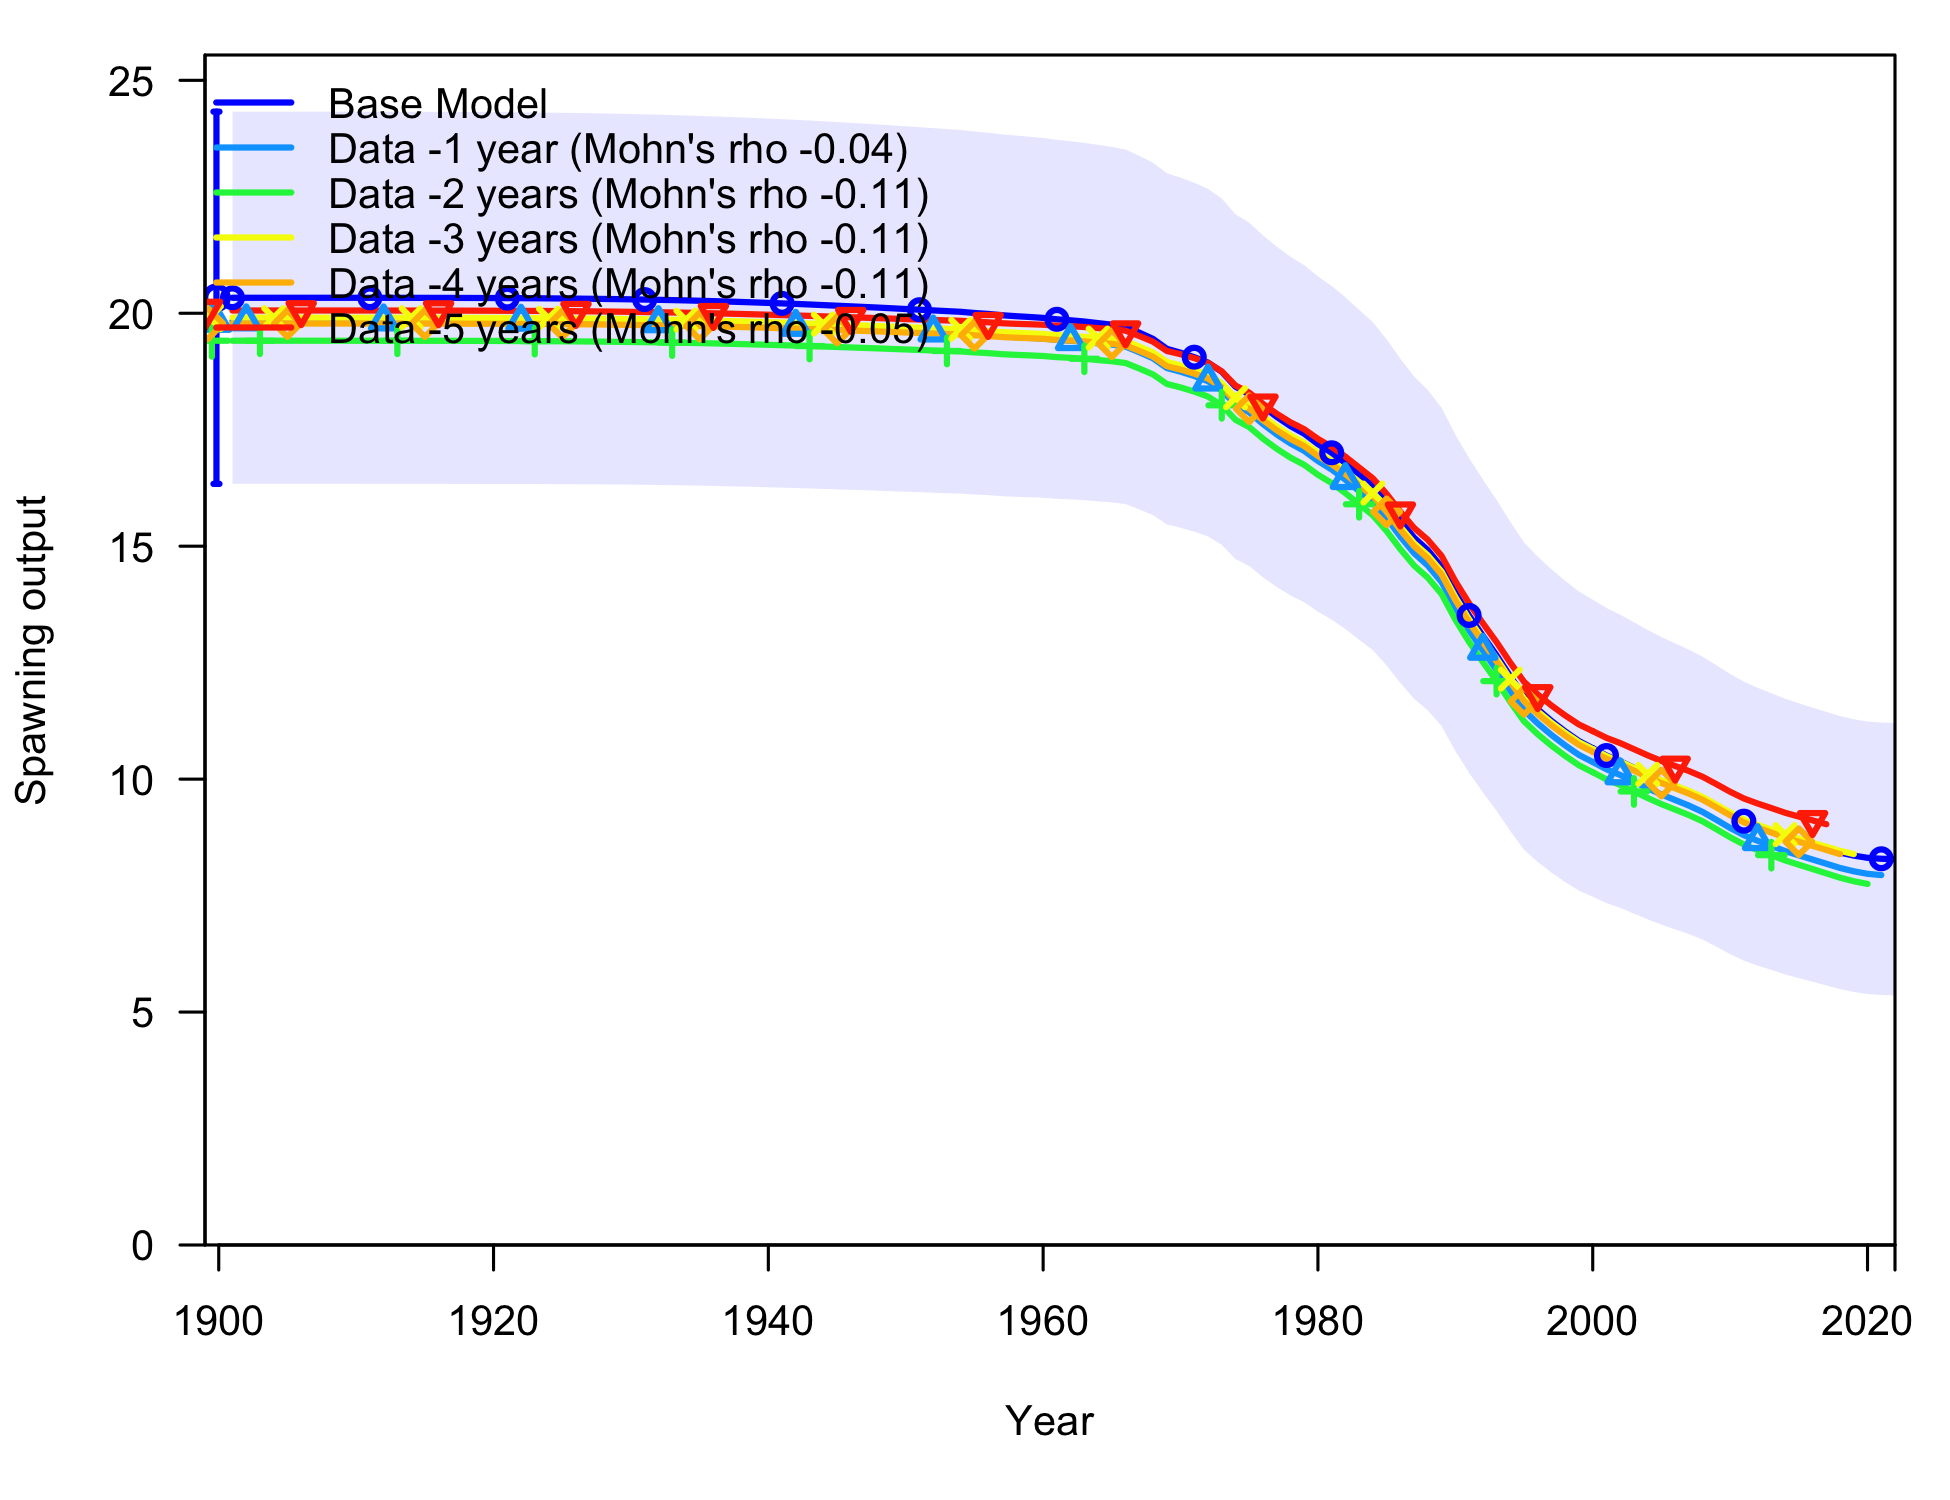 25
Base Model
Data -1 year (Mohn's rho -0.04)
Data -2 years (Mohn's rho -0.11)
Data -3 years (Mohn's rho -0.11)
Data -4 years (Mohn's rho -0.11)
Data -5 years (Mohn's rho -0.05)
20
15
10
5
0
Spawning output
1900 1920 1940 1960 1980 2000 2020
Year